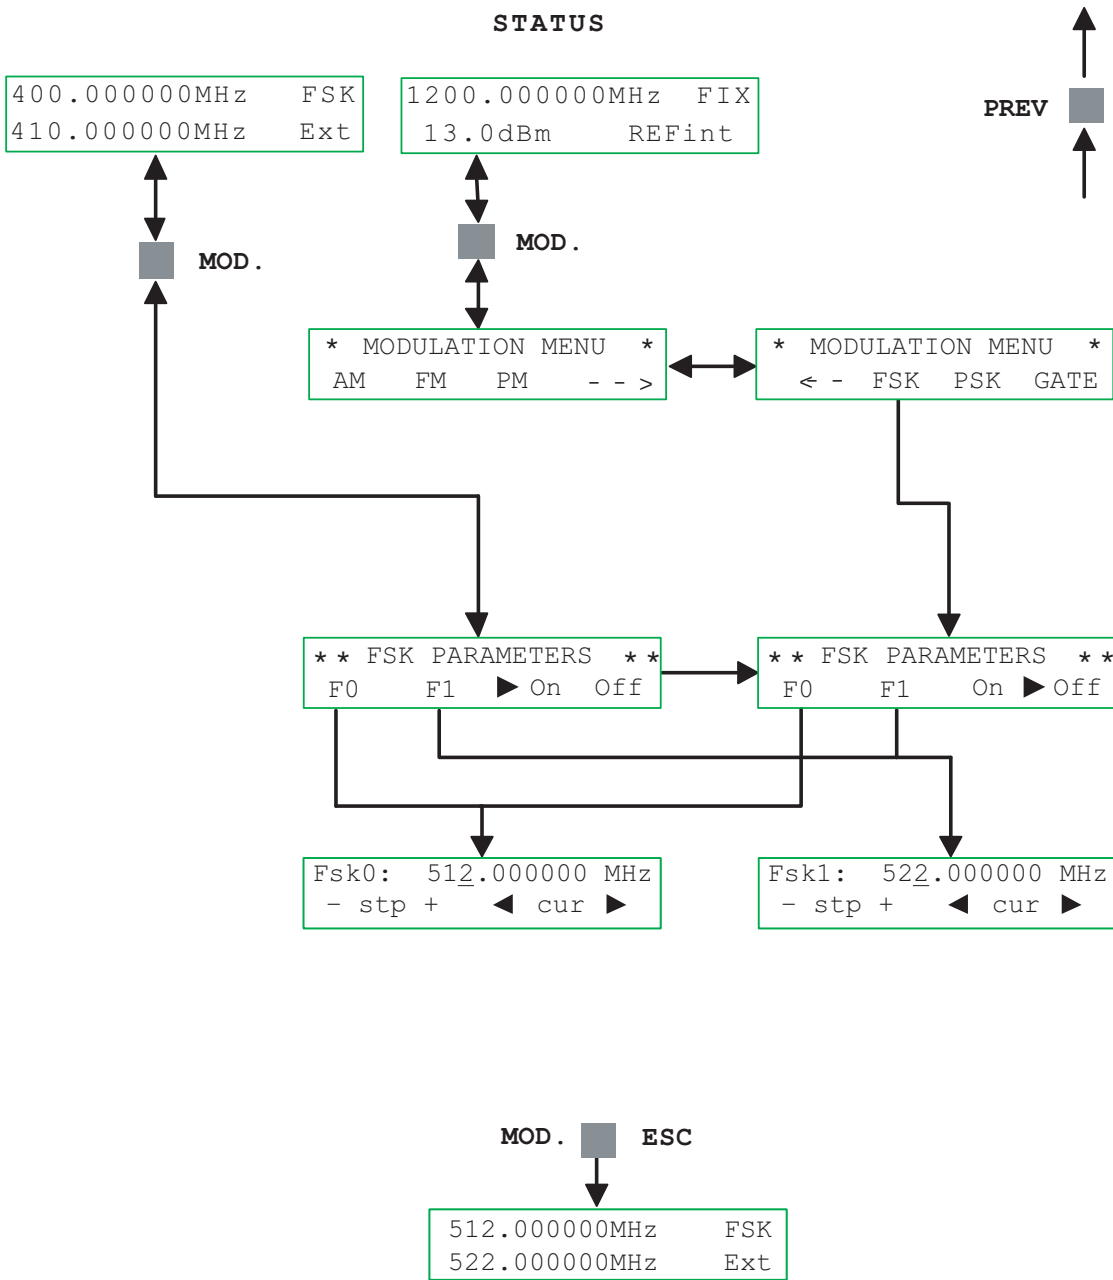 STATUS
400.000000MHz FSK
410.000000MHz Ext
1200.000000MHz FIX
13.0dBm REFint
PREV
MOD.
MOD.
* MODULATION MENU *
AM FM PM -->
* MODULATION MENU *
<- FSK PSK GATE
** FSK PARAMETERS **
F0 F1 ▶ On Off
** FSK PARAMETERS **
F0 F1 On ▶ Off
Fsk0: 512.000000 MHz
- stp + ◀ cur ▶
Fsk1: 522.000000 MHz
- stp + ◀ cur ▶
MOD. ESC
512.000000MHz FSK
522.000000MHz Ext